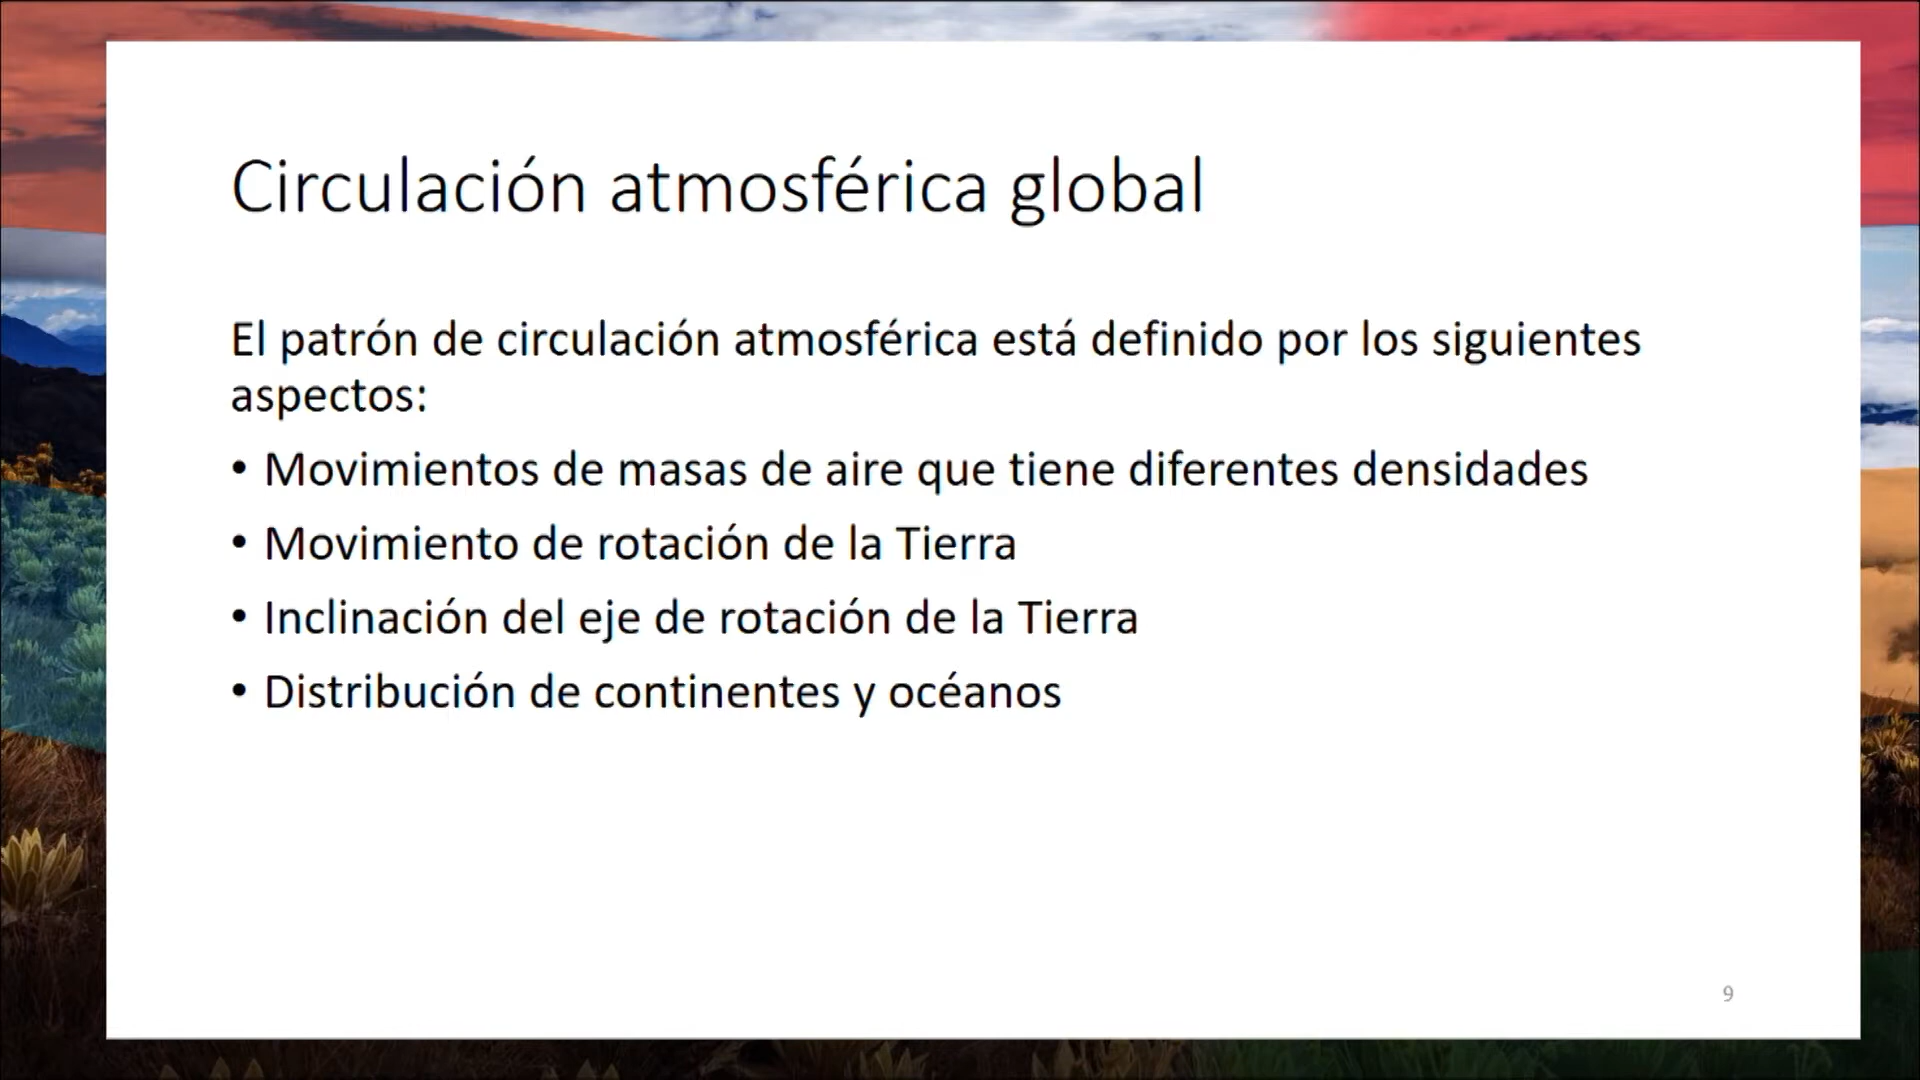 Circulación atmosférica global
El patrón de circulación atmosférica está definido por los siguientes
aspectos:
• Movimientos de masas de aire que tiene diferentes densidades
• Movimiento de rotación de la Tierra
• Inclinación del eje de rotación de la Tierra
• Distribución de continentes y océanos
9